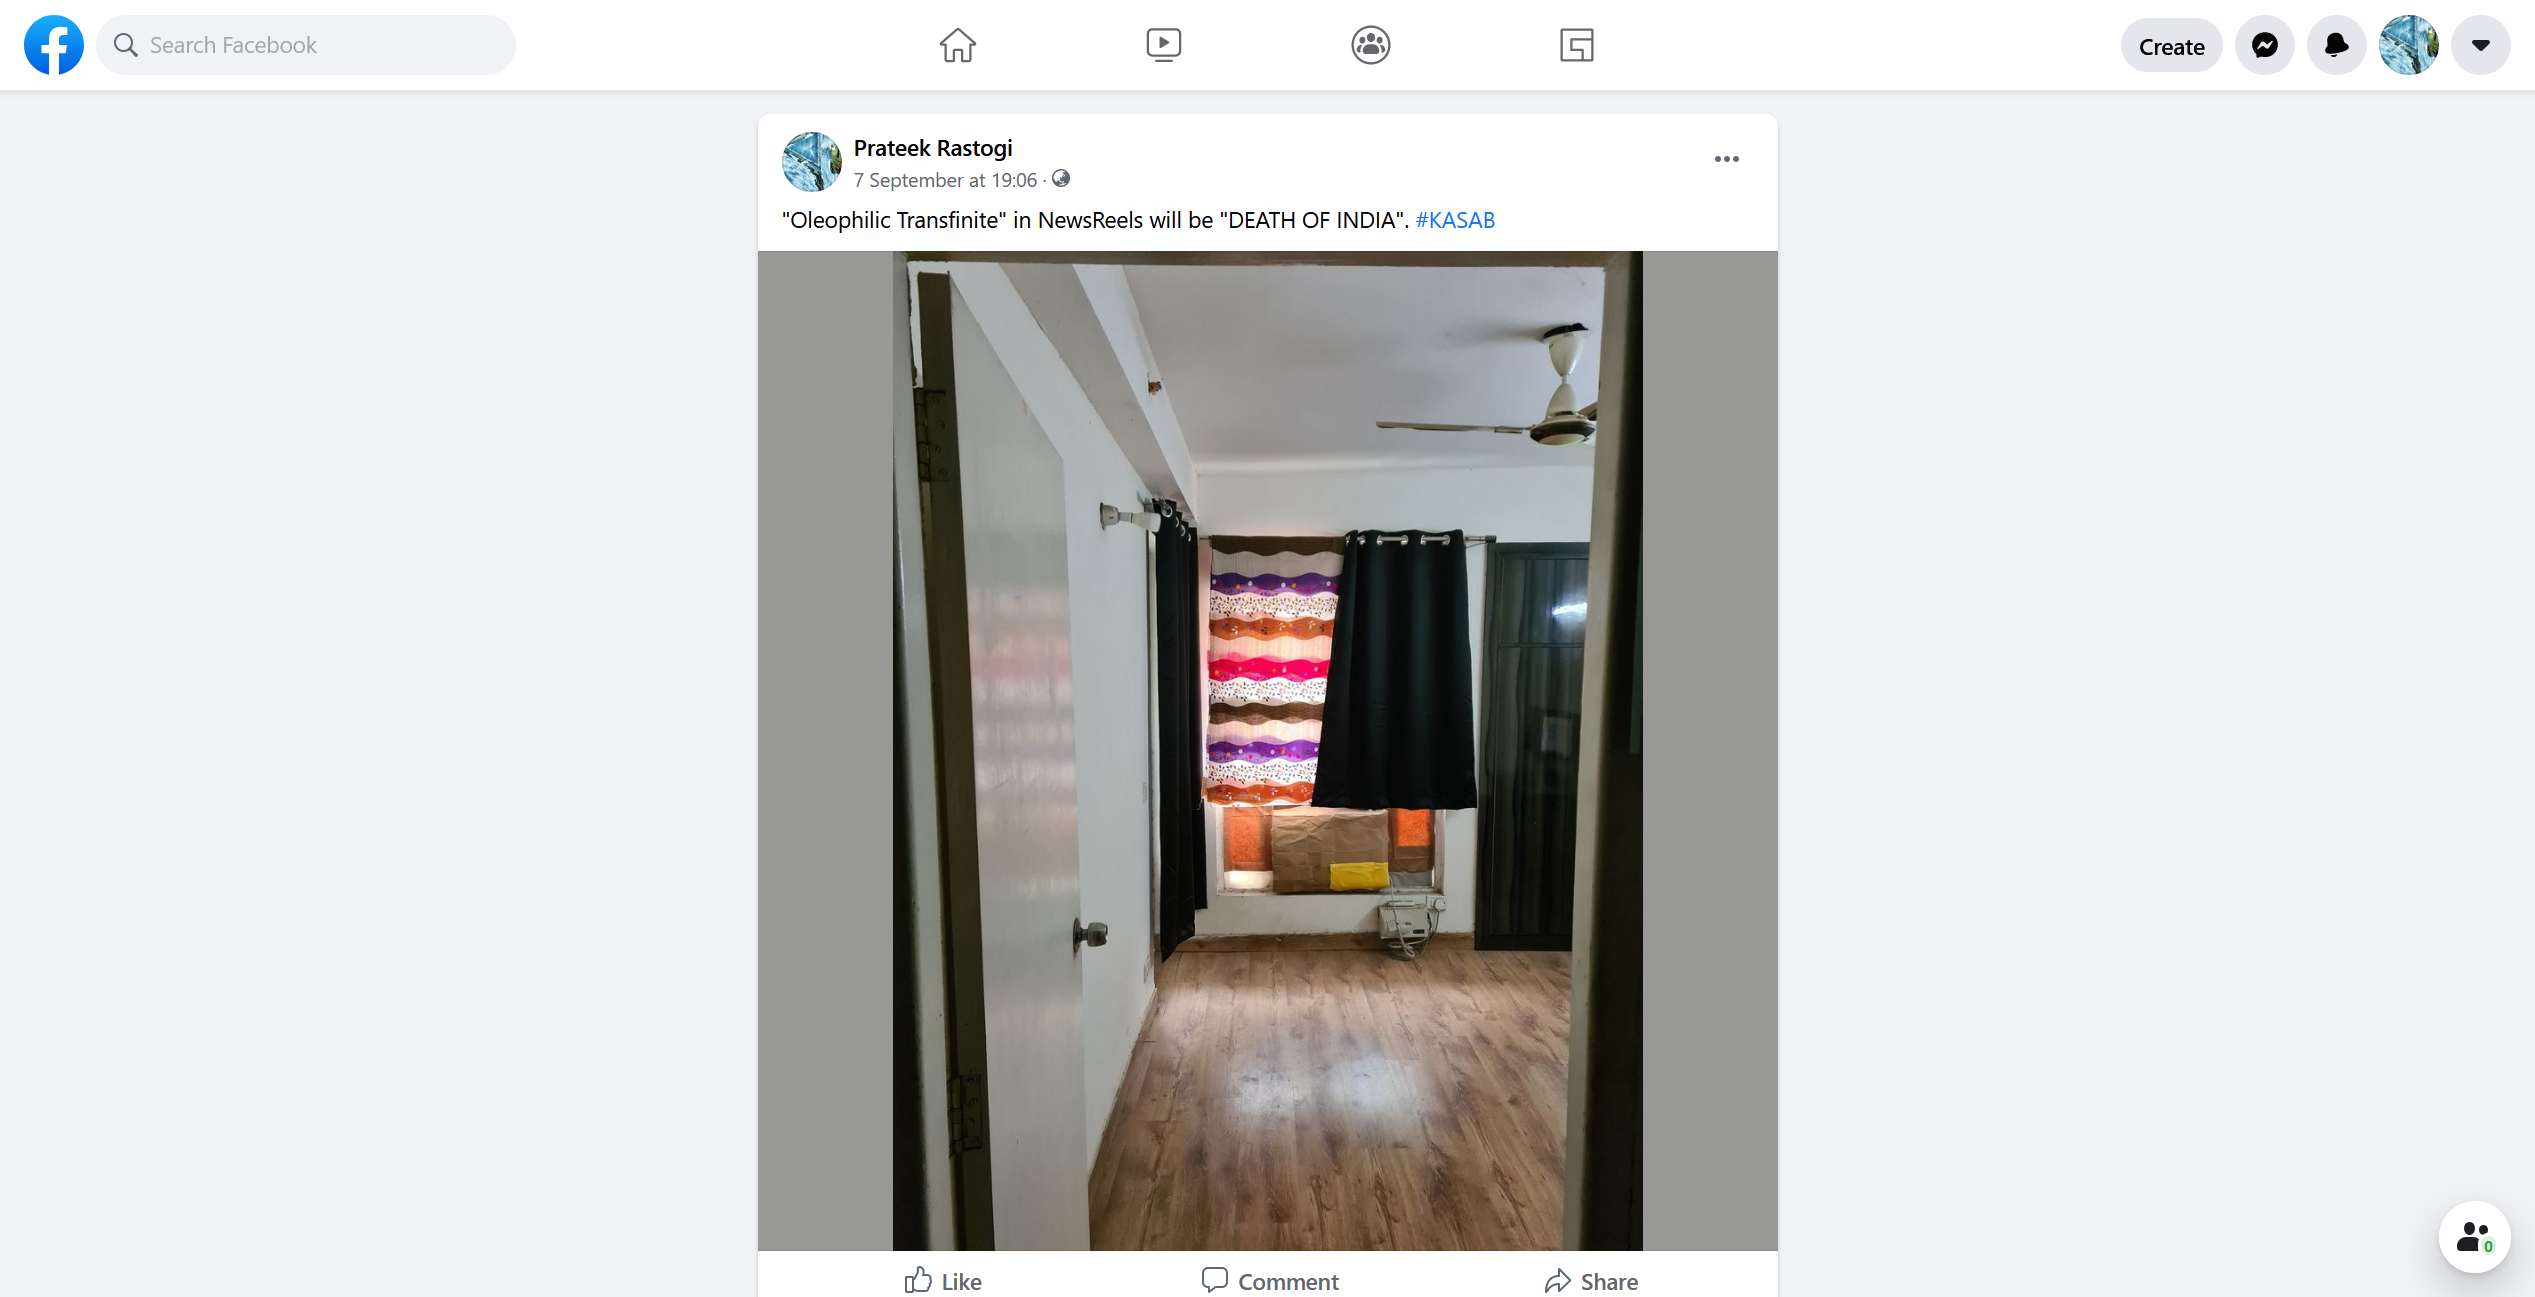 Search Facebook
Create
Prateek Rastogi
7 September at 19:06 ·
"Oleophilic Transfinite" in NewsReels will be "DEATH OF INDIA". #KASAB
Like
Comment
Share
0